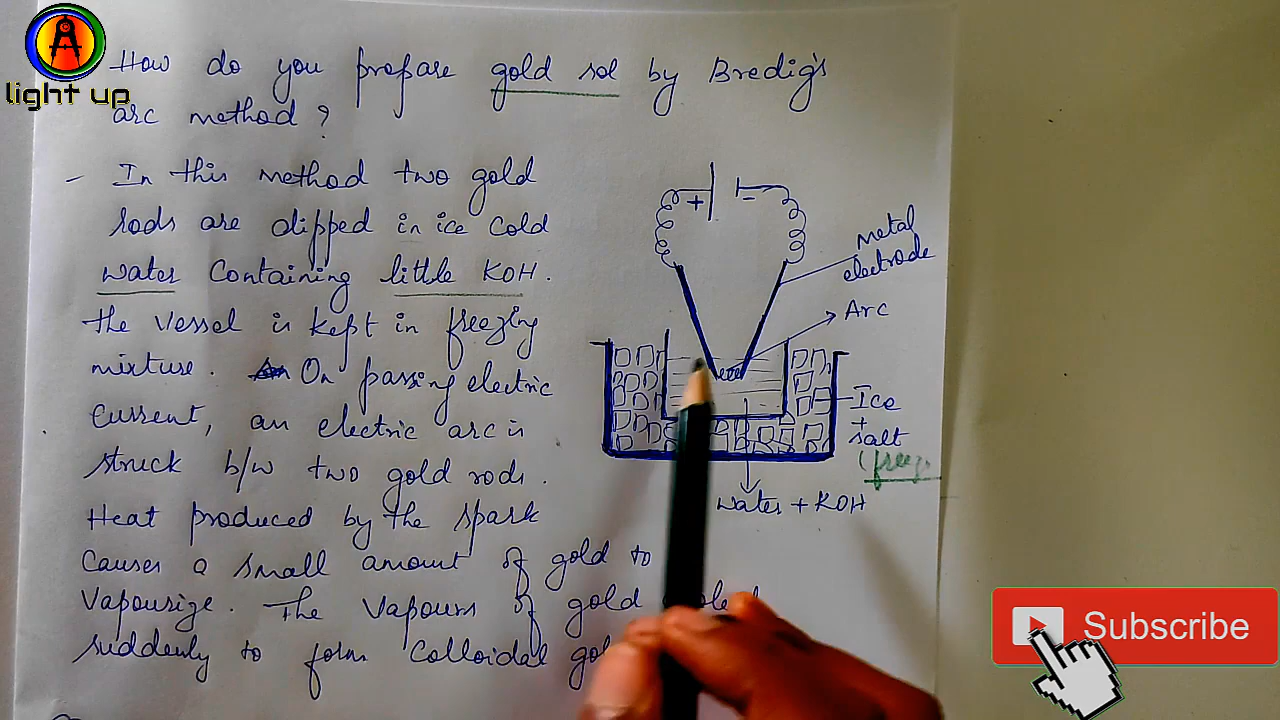 light up
How do you prepare gold sol by Bredig's
arc method ?
- In this method two gold
rods are dipped in ice cold
water containing little KOH.
the vessel is kept in freezing
mixture. On passing electric
current, an electric arc is
struck b/w two gold rods.
Heat produced by the spark
causes a small amount of gold to
vapourize. The vapours of gold
suddenly to form colloidal
+ -
metal
electrode
Arc
Ice
+
salt
water + KOH
Subscribe